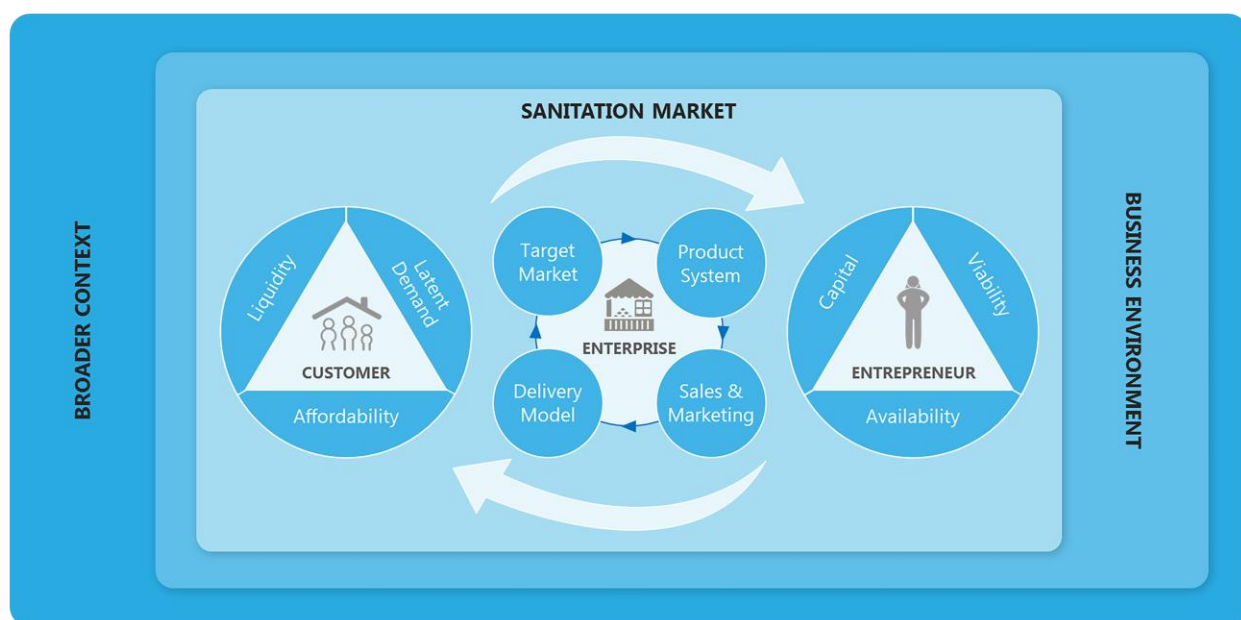 SANITATION MARKET
BROADER CONTEXT
BUSINESS ENVIRONMENT
Liquidity
Latent
Demand
CUSTOMER
Affordability
Target
Market
Product
System
ENTERPRISE
Delivery
Model
Sales &
Marketing
Capital
Viability
ENTREPRENEUR
Availability